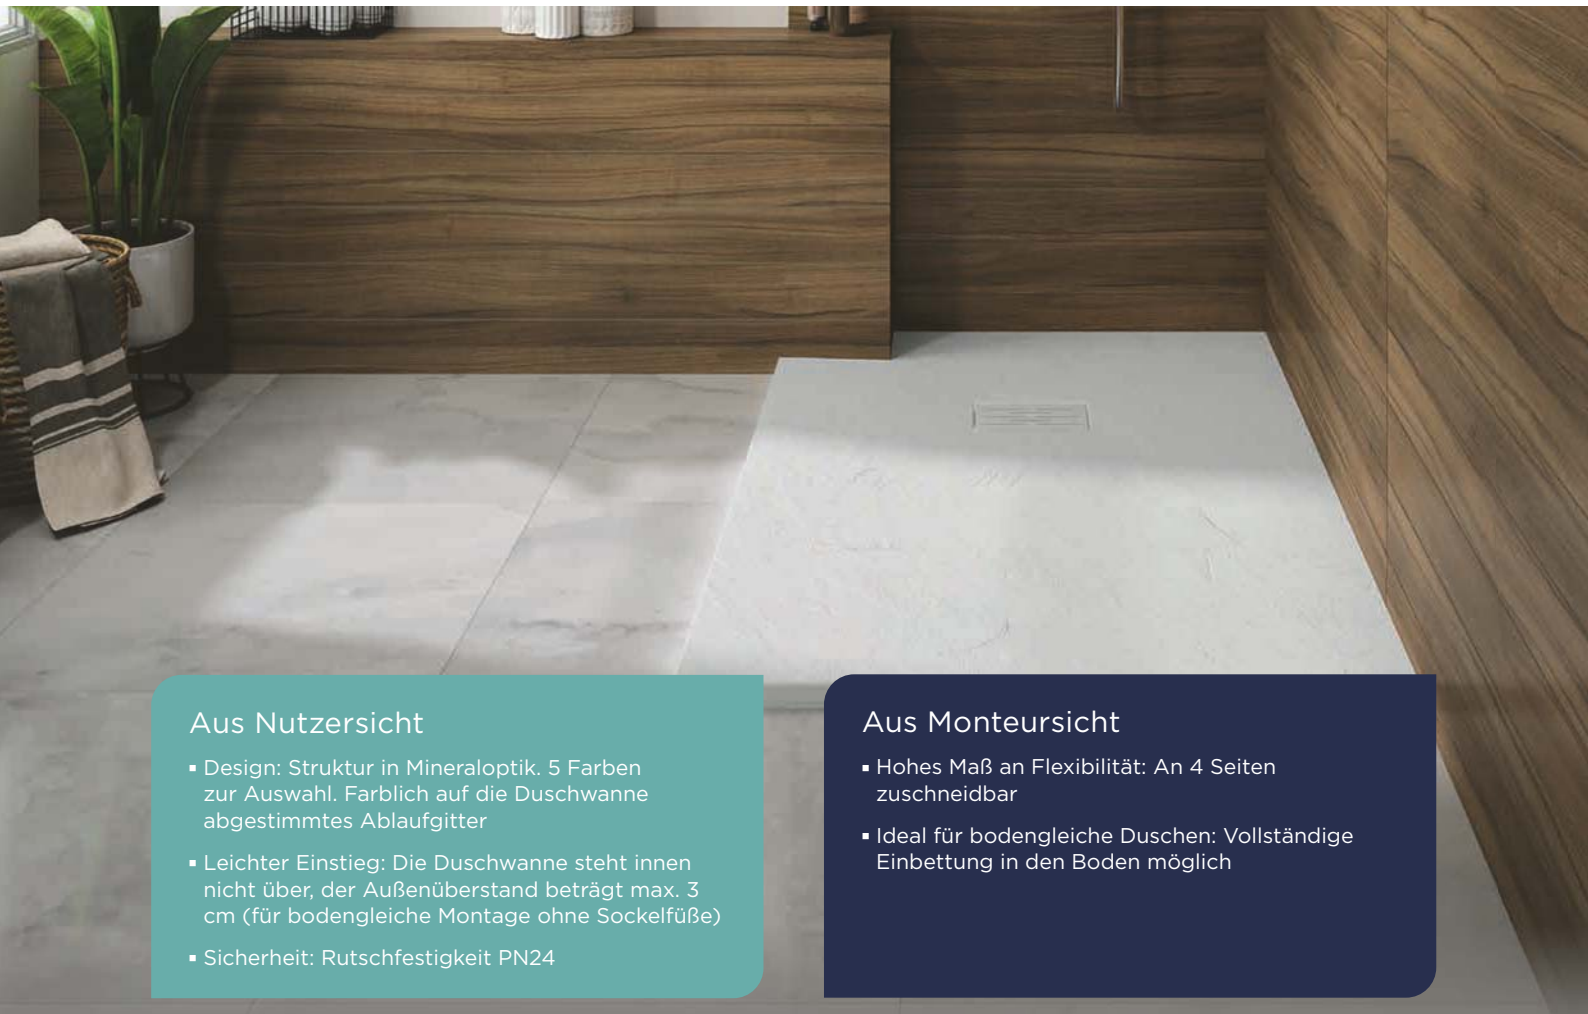 Aus Nutzersicht
▪ Design: Struktur in Mineraloptik. 5 Farben
zur Auswahl. Farblich auf die Duschwanne
abgestimmtes Ablaufgitter
▪ Leichter Einstieg: Die Duschwanne steht innen
nicht über, der Außenüberstand beträgt max. 3
cm (für bodengleiche Montage ohne Sockelfüße)
▪ Sicherheit: Rutschfestigkeit PN24
Aus Monteursicht
▪ Hohes Maß an Flexibilität: An 4 Seiten
zuschneidbar
▪ Ideal für bodengleiche Duschen: Vollständige
Einbettung in den Boden möglich